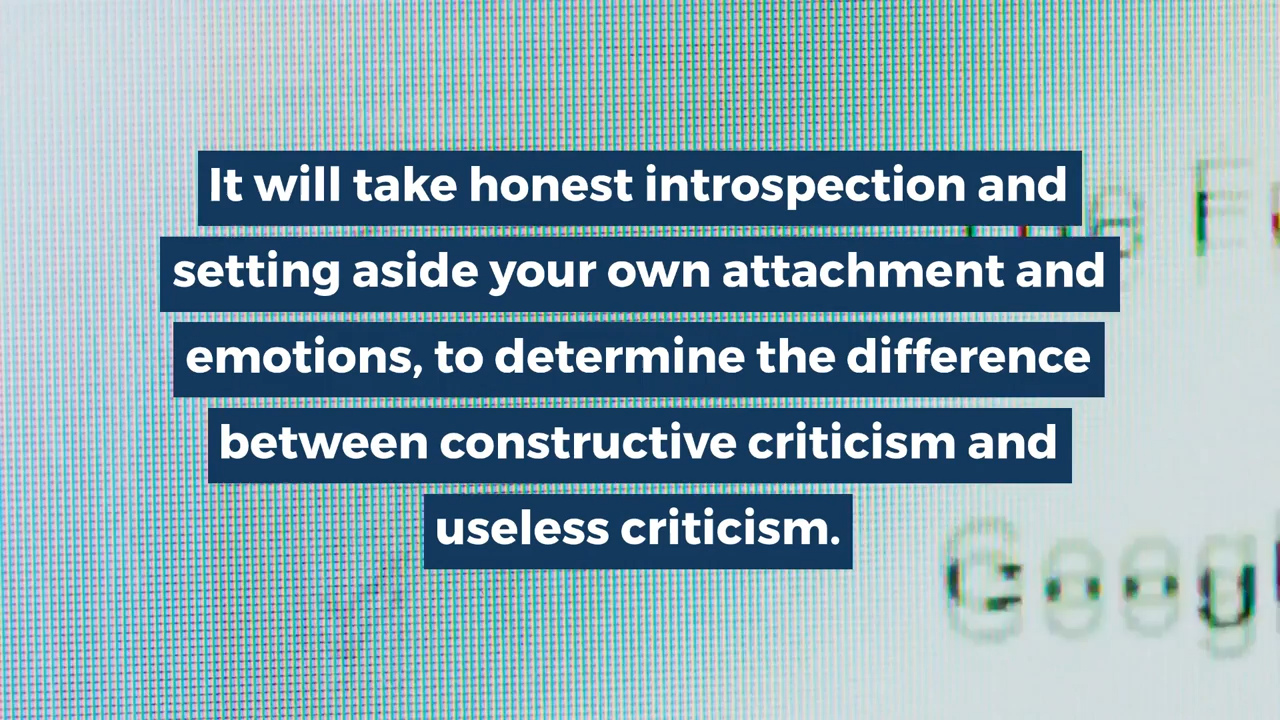 It will take honest introspection and
setting aside your own attachment and
emotions, to determine the difference
between constructive criticism and
useless criticism.